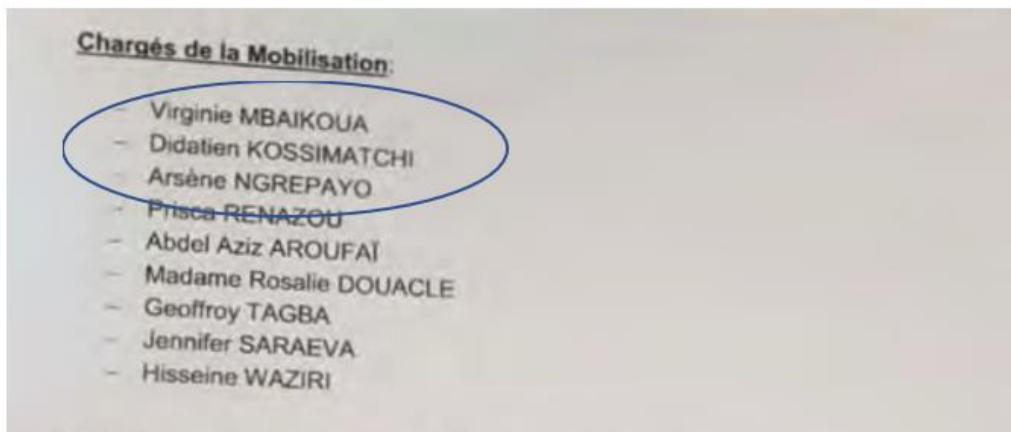 Chargés de la Mobilisation:
– Virginie MBAIKOUA
– Didatien KOSSIMATCHI
– Arsène NGREPAYO
– Prisca RENAZOU
– Abdel Aziz AROUFAÏ
– Madame Rosalie DOUACLE
– Geoffroy TAGBA
– Jennifer SARAEVA
– Hisseine WAZIRI